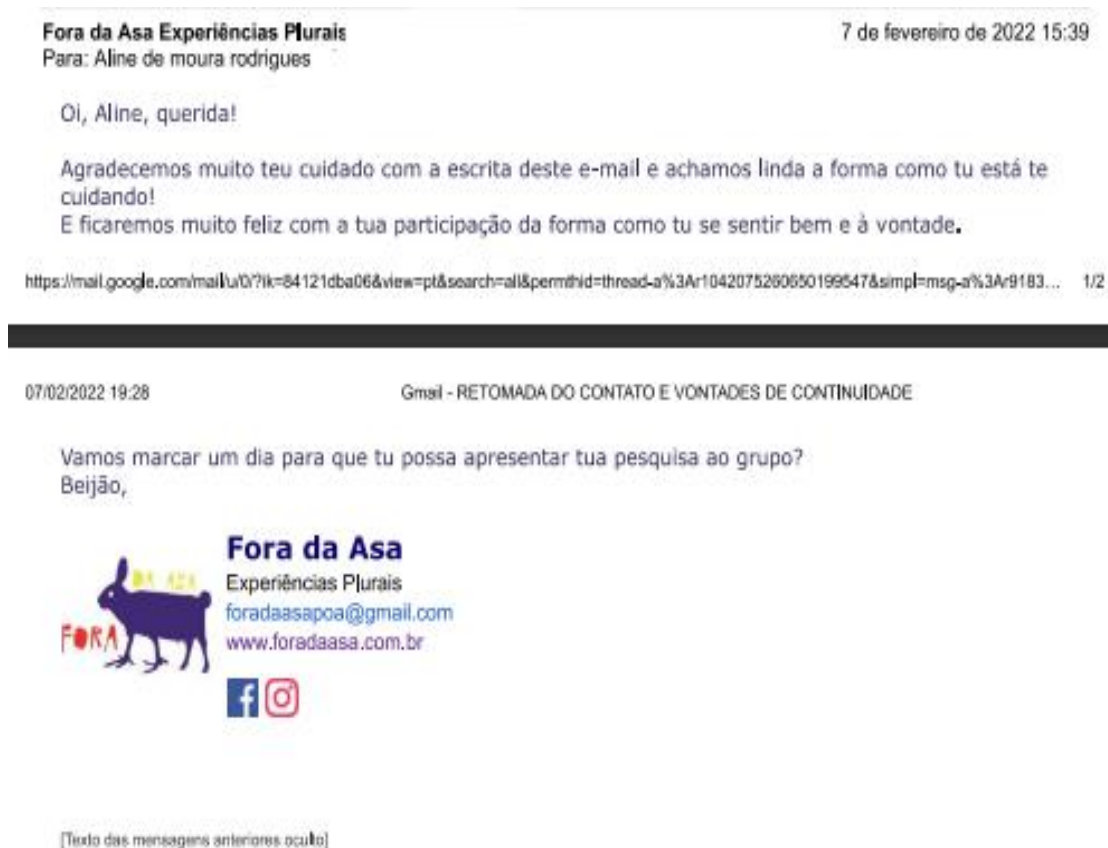 Fora da Asa Experiências Plurais
7 de fevereiro de 2022 15:39
Para: Aline de moura rodrigues
Oi, Aline, querida!
Agradecemos muito teu cuidado com a escrita deste e-mail e achamos linda a forma como tu está te
cuidando!
E ficaremos muito feliz com a tua participação da forma como tu se sentir bem e à vontade.
https://mail.google.com/mail/u/0/?ik=84121dba06&view=pt&search=all&permthid=thread-a%3Ar1042075260650199547&simpl=msg-a%3Ar9183... 1/2
07/02/2022 19:28
Gmail - RETOMADA DO CONTATO E VONTADES DE CONTINUIDADE
Vamos marcar um dia para que tu possa apresentar tua pesquisa ao grupo?
Beijão,
FORA
DA ASA
Fora da Asa
Experiências Plurais
foradaasapoa@gmail.com
www.foradaasa.com.br
[Texto das mensagens anteriores oculto]